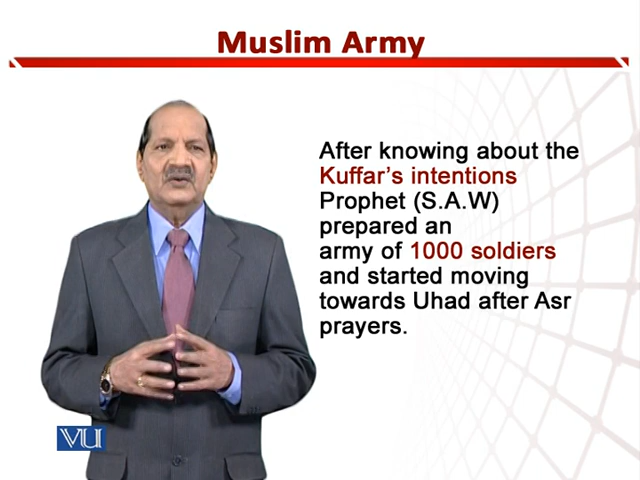 Muslim Army
After knowing about the
Kuffar's intentions
Prophet (S.A.W)
prepared an
army of 1000 soldiers
and started moving
towards Uhad after Asr
prayers.
VU